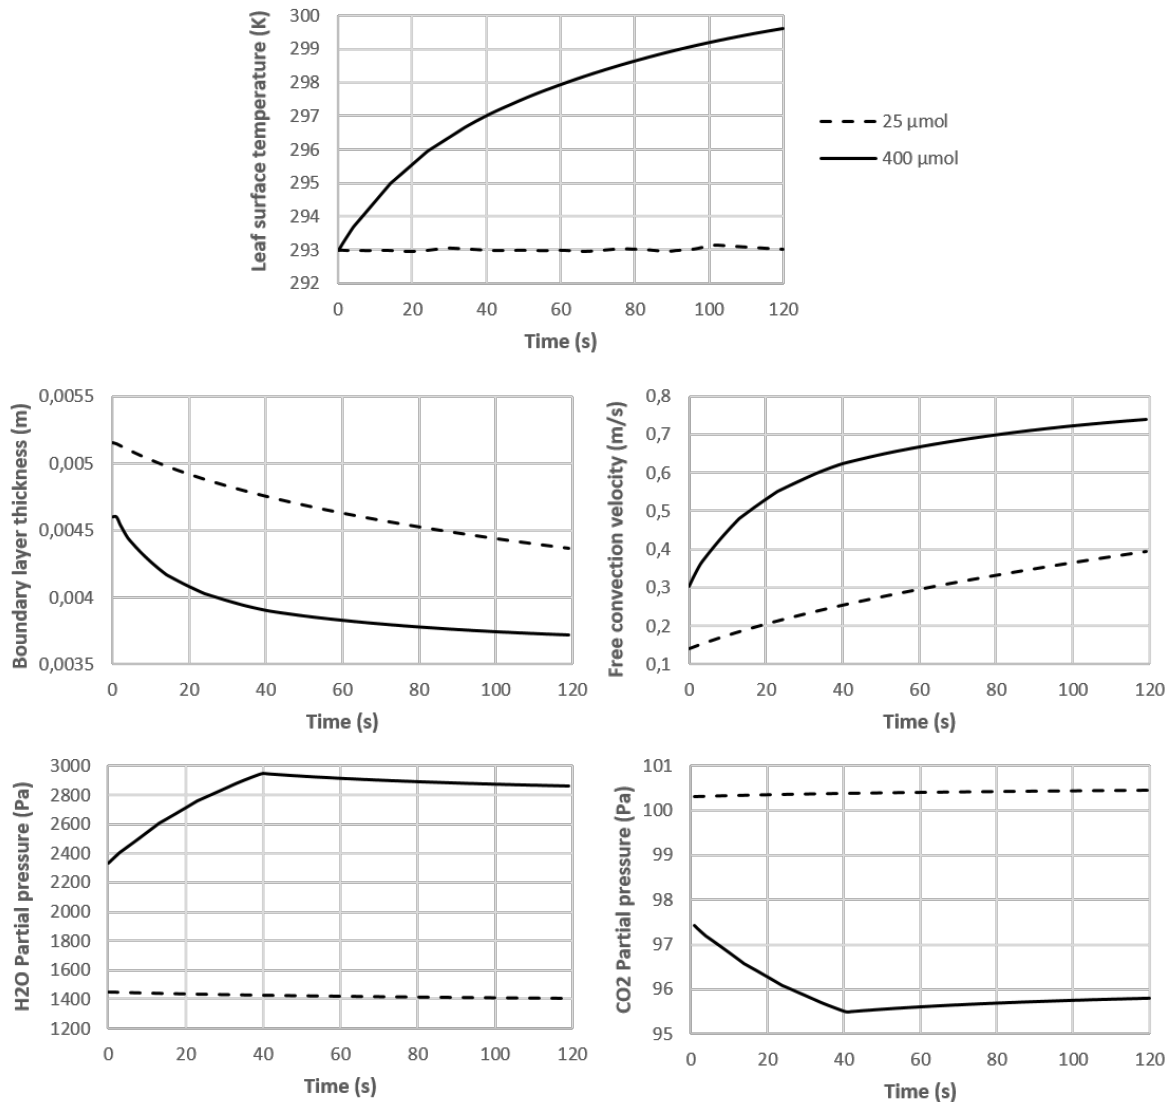 Leaf surface temperature (K)
300
299
298
297
296
295
294
293
292
0 20 40 60 80 100 120
Time (s)
25 µmol
400 µmol
Boundary layer thickness (m)
0,0055
0,005
0,0045
0,004
0,0035
0 20 40 60 80 100 120
Time (s)
Free convection velocity (m/s)
0,8
0,7
0,6
0,5
0,4
0,3
0,2
0,1
0 20 40 60 80 100 120
Time (s)
H2O Partial pressure (Pa)
3000
2800
2600
2400
2200
2000
1800
1600
1400
1200
0 20 40 60 80 100 120
Time (s)
CO2 Partial pressure (Pa)
101
100
99
98
97
96
95
0 20 40 60 80 100 120
Time (s)